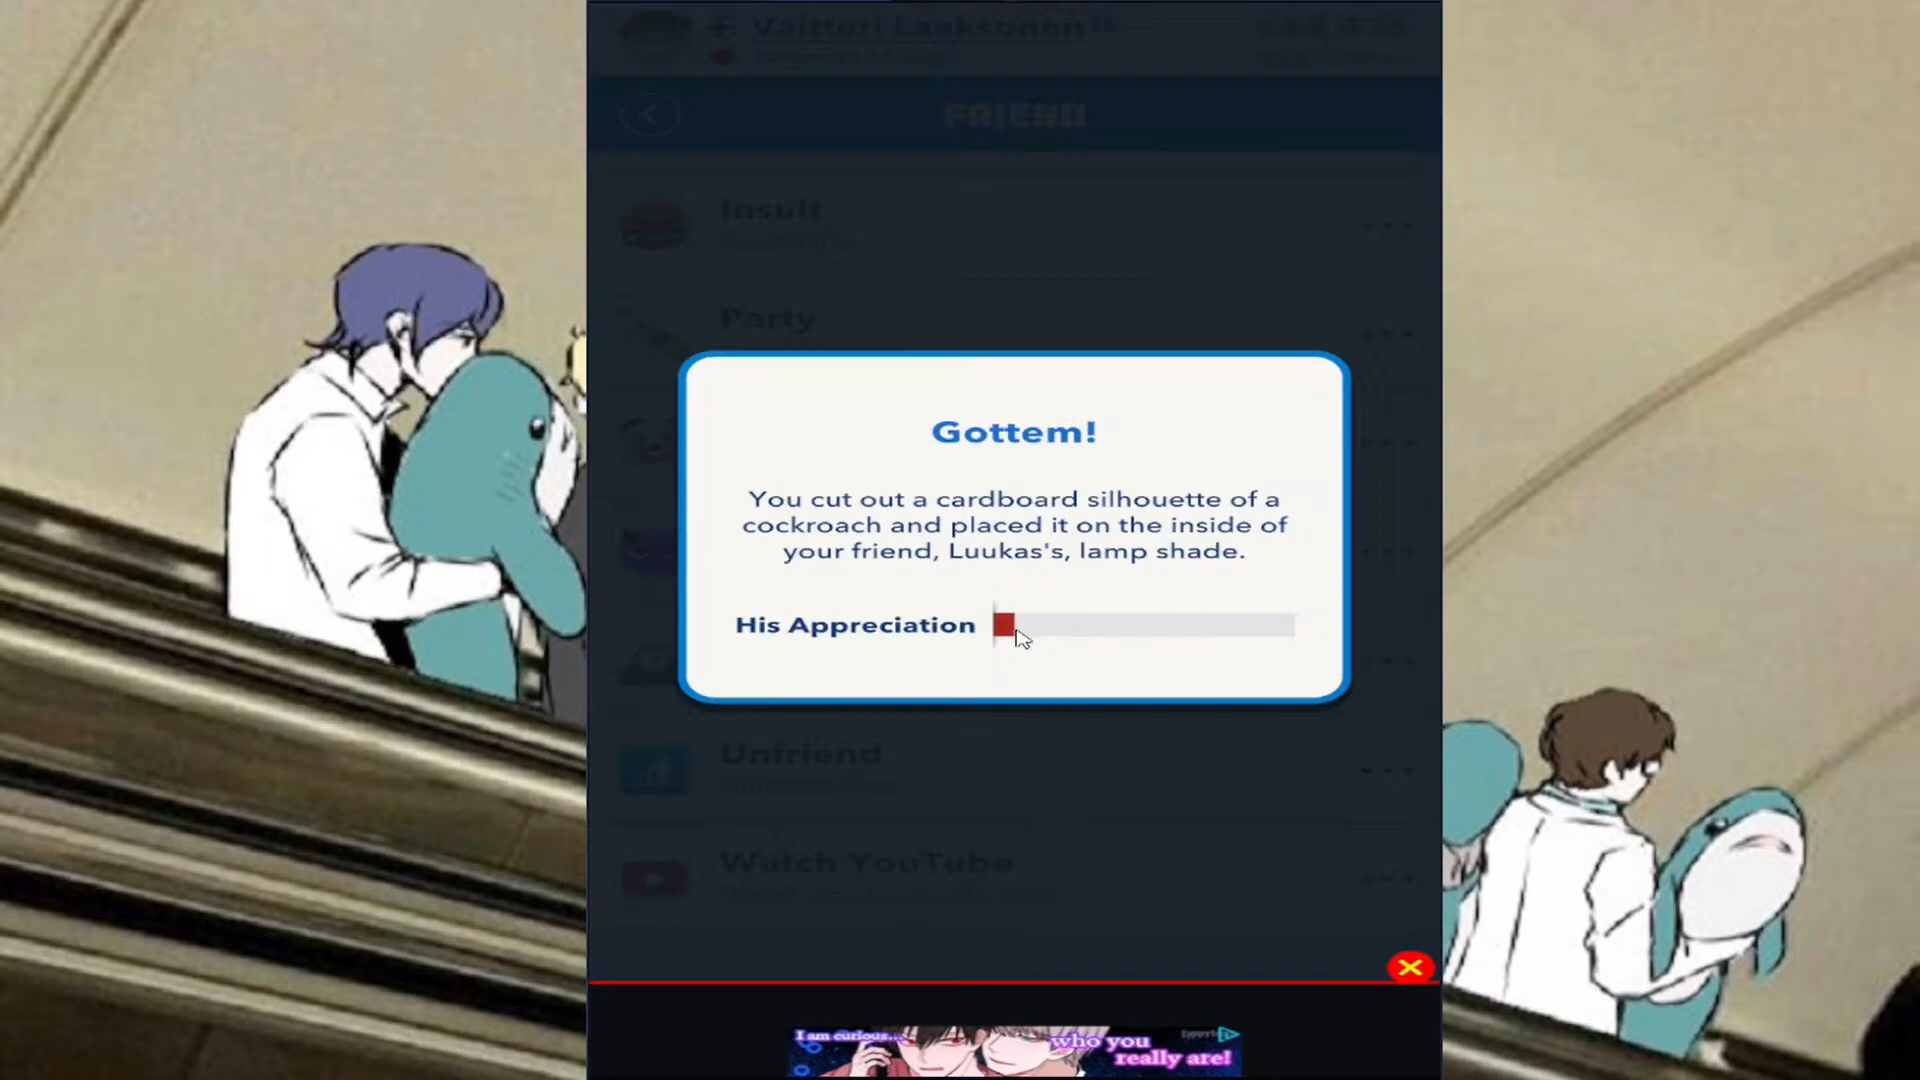 Valtteri Laaksonen
FRIEND
Insult
Party
Gottem!
You cut out a cardboard silhouette of a
cockroach and placed it on the inside of
your friend, Luukas's, lamp shade.
His Appreciation
Unfriend
Watch YouTube
I am curious...
who you
really are!